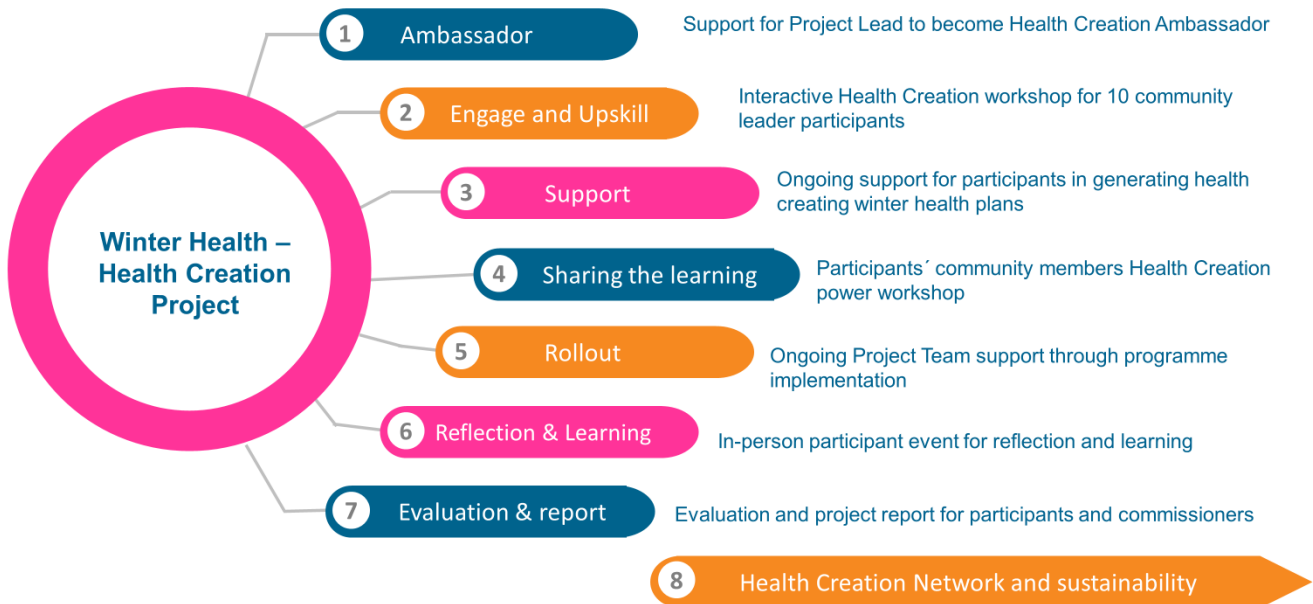 1 Ambassador
Support for Project Lead to become Health Creation Ambassador
2 Engage and Upskill
Interactive Health Creation workshop for 10 community
leader participants
3 Support
Ongoing support for participants in generating health
creating winter health plans
Winter Health –
Health Creation
Project
4 Sharing the learning
Participants´ community members Health Creation
power workshop
5 Rollout
Ongoing Project Team support through programme
implementation
6 Reflection & Learning
In-person participant event for reflection and learning
7 Evaluation & report
Evaluation and project report for participants and commissioners
8 Health Creation Network and sustainability